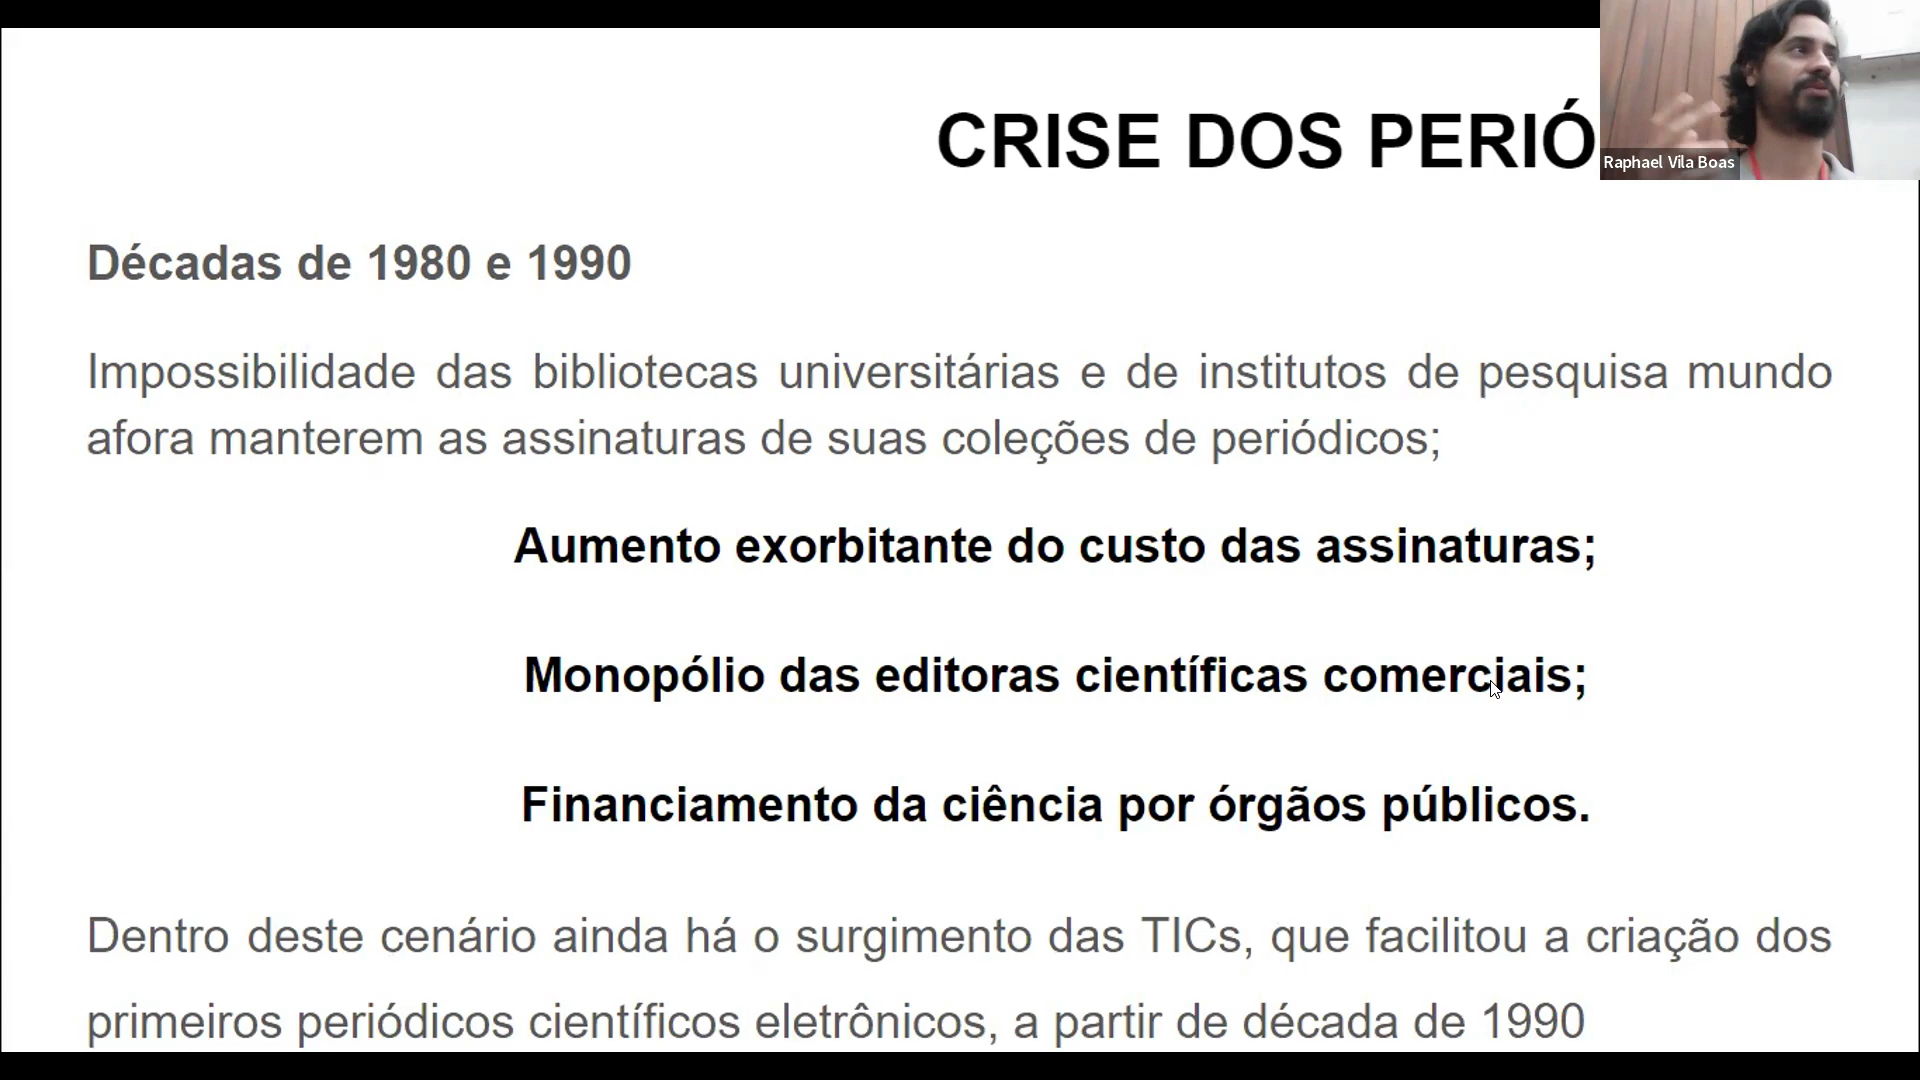 CRISE DOS PERIÓ
Raphael Vila Boas
Décadas de 1980 e 1990
Impossibilidade das bibliotecas universitárias e de institutos de pesquisa mundo
afora manterem as assinaturas de suas coleções de periódicos;
Aumento exorbitante do custo das assinaturas;
Monopólio das editoras científicas comerciais;
Financiamento da ciência por órgãos públicos.
Dentro deste cenário ainda há o surgimento das TICs, que facilitou a criação dos
primeiros periódicos científicos eletrônicos, a partir de década de 1990